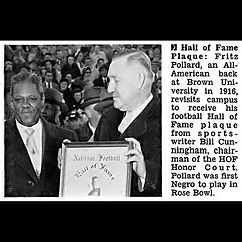 Hall of Fame
Plaque: Fritz
Pollard, an All-
American back
at Brown Uni-
versity in 1916,
revisits campus
to receive his
football Hall of
Fame plaque
from sports-
writer Bill Cun-
ningham, chair-
man of the HOF
Honor Court.
Pollard was first
Negro to play in
Rose Bowl.
National Football
Hall of Fame